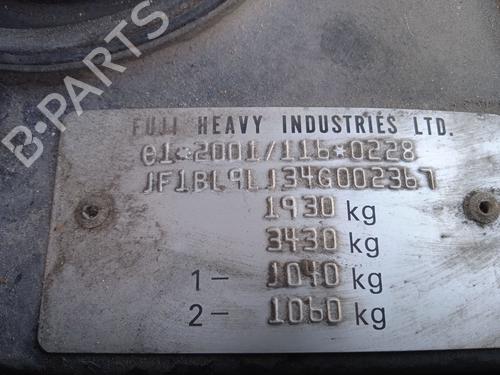 B-PARTS
FUJI HEAVY INDUSTRIES LTD.
e1*2001/116*0228
JF1BL9LJ34G002367
1930 kg
3430 kg
1- 1040 kg
2- 1060 kg